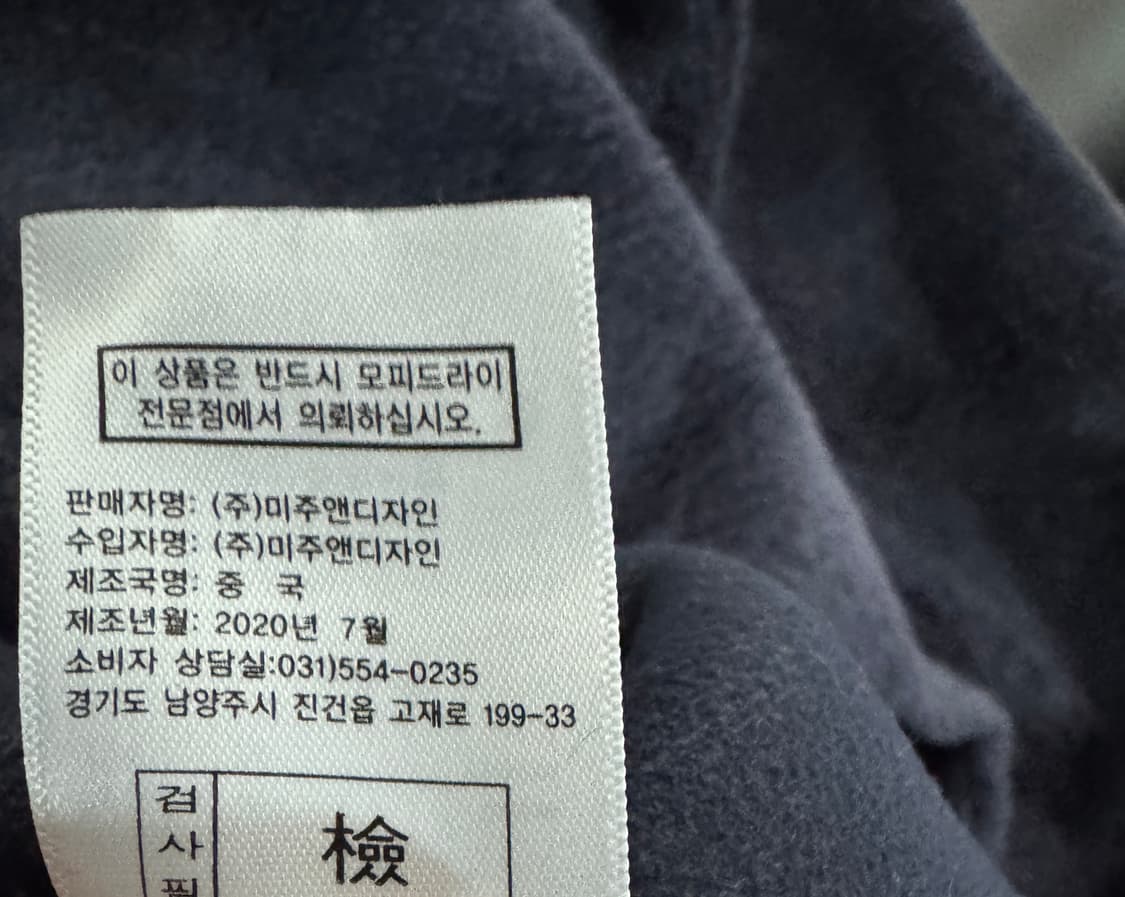 이 상품은 반드시 모피드라이
전문점에서 의뢰하십시오.
판매자명: (주)미주앤디자인
수입자명: (주)미주앤디자인
제조국명: 중 국
제조년월: 2020년 7월
소비자 상담실:031)554-0235
경기도 남양주시 진건읍 고재로 199-33
검
사
필
檢